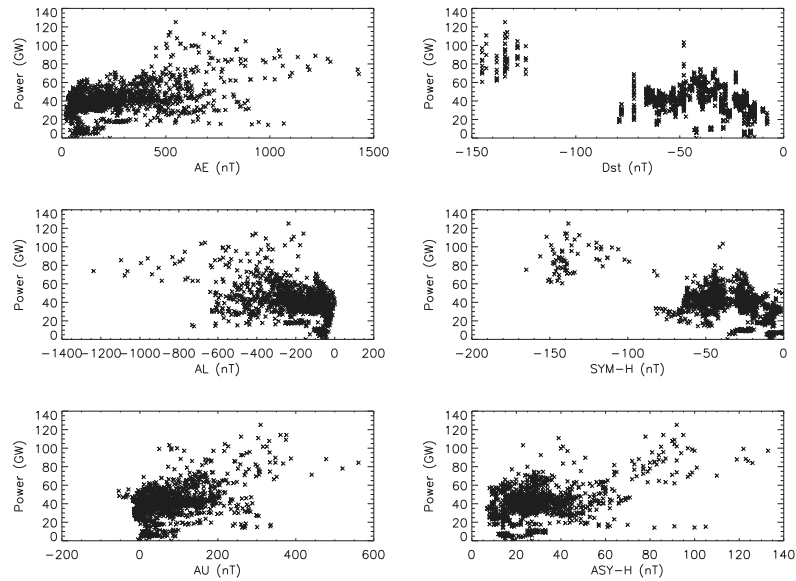 140
120
100
80
60
40
20
0
Power (GW)
0 500 1000 1500
AE (nT)
140
120
100
80
60
40
20
0
Power (GW)
−150 −100 −50 0
Dst (nT)
140
120
100
80
60
40
20
0
Power (GW)
−1400−1200−1000 −800 −600 −400 −200 0 200
AL (nT)
140
120
100
80
60
40
20
0
Power (GW)
−200 −150 −100 −50 0
SYM−H (nT)
140
120
100
80
60
40
20
0
Power (GW)
−200 0 200 400 600
AU (nT)
140
120
100
80
60
40
20
0
Power (GW)
0 20 40 60 80 100 120 140
ASY−H (nT)